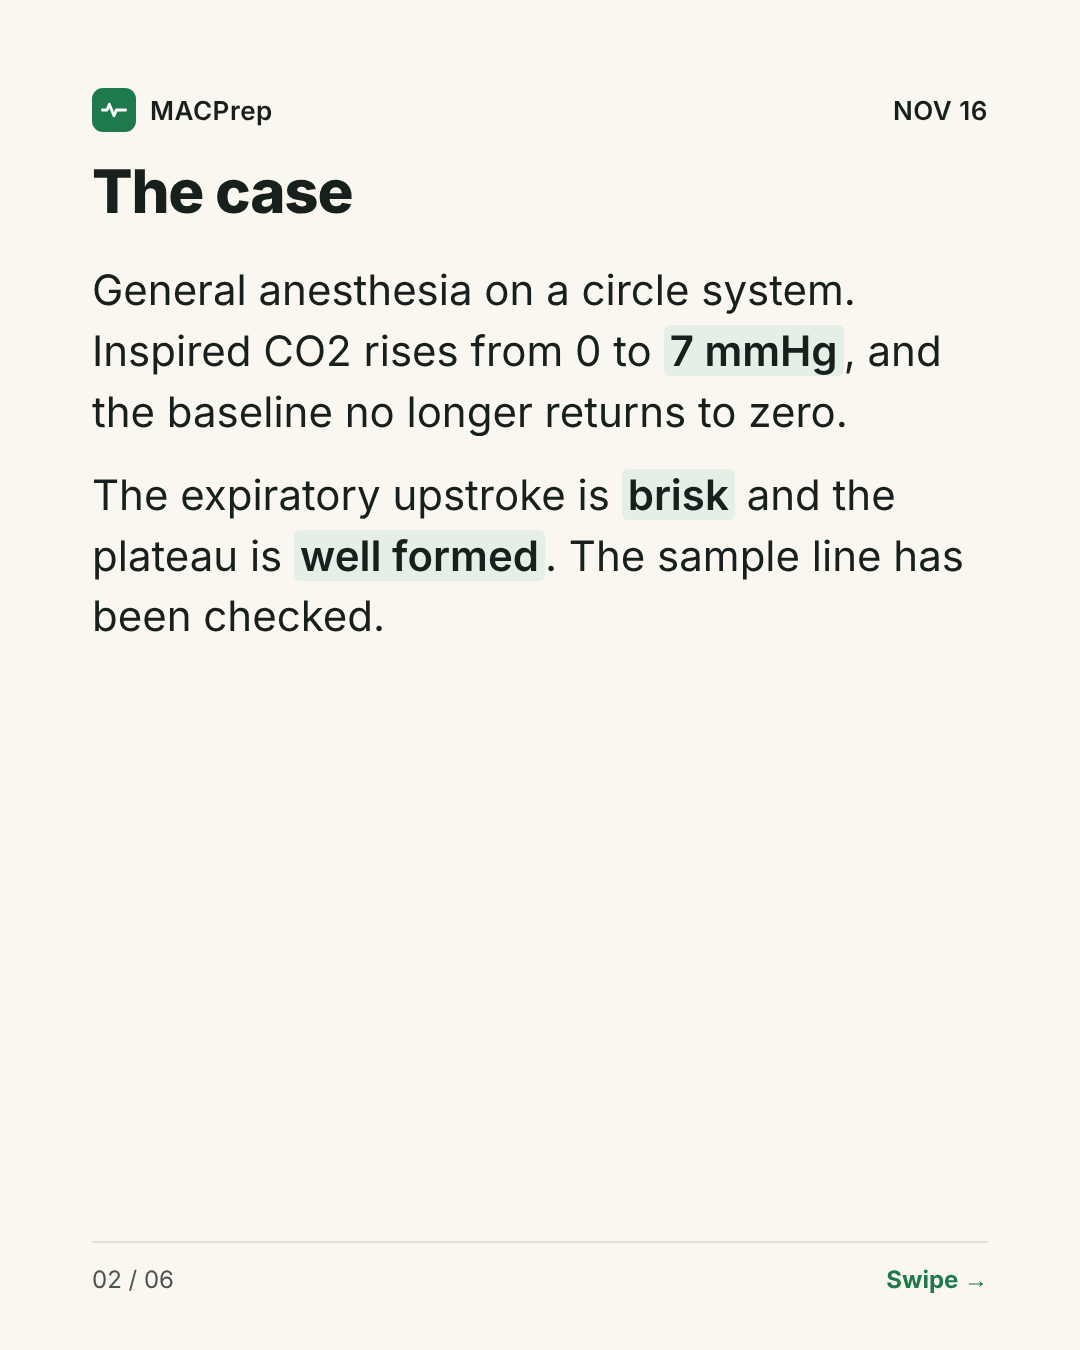 MACPrep
NOV 16
The case
General anesthesia on a circle system.
Inspired CO2 rises from 0 to 7 mmHg, and
the baseline no longer returns to zero.
The expiratory upstroke is brisk and the
plateau is well formed. The sample line has
been checked.
02 / 06
Swipe →